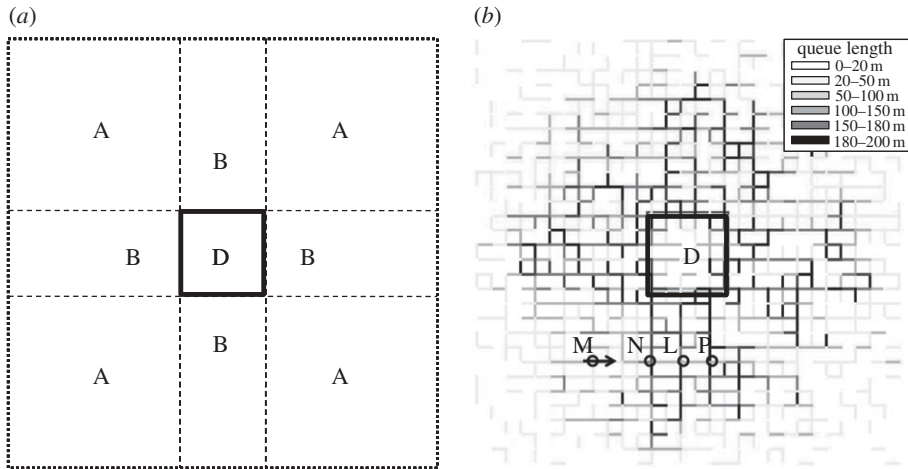 (a)
(b)
A
A
B
B
D
B
B
A
A
queue length
0–20 m
20–50 m
50–100 m
100–150 m
150–180 m
180–200 m
D
M N L P